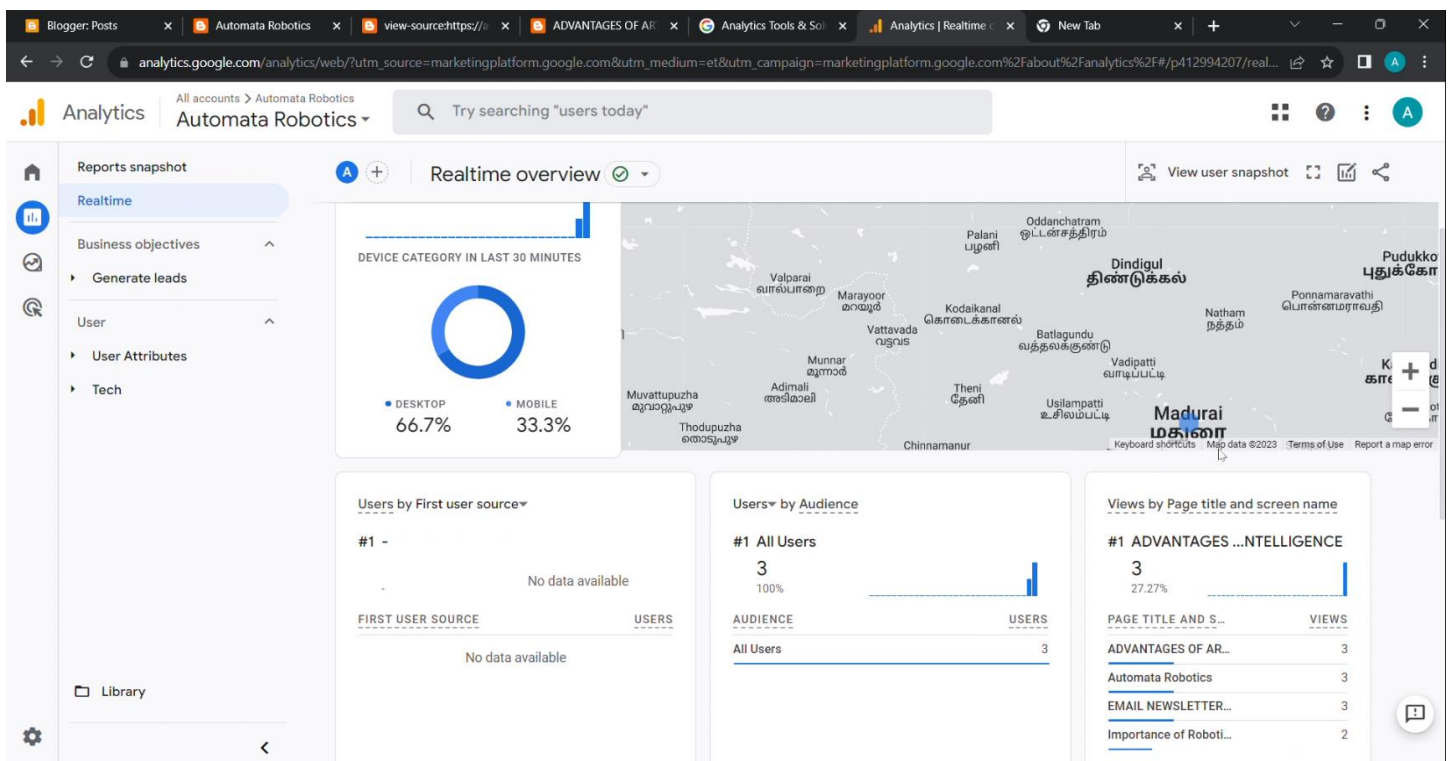 Blogger: Posts
Automata Robotics
view-source:https://a
ADVANTAGES OF AR
Analytics Tools & Sol
Analytics | Realtime o
New Tab
analytics.google.com/analytics/web/?utm_source=marketingplatform.google.com&utm_medium=et&utm_campaign=marketingplatform.google.com%2Fabout%2Fanalytics%2F#/p412994207/real...
A
Analytics
All accounts > Automata Robotics
Automata Robotics
Try searching "users today"
A
Reports snapshot
Realtime
Business objectives
Generate leads
User
User Attributes
Tech
Library
A
Realtime overview
View user snapshot
DEVICE CATEGORY IN LAST 30 MINUTES
DESKTOP
66.7%
MOBILE
33.3%
Oddanchatram
ஒட்டன்சத்திரம்
Palani
பழனி
Dindigul
திண்டுக்கல்
Pudukko
புதுக்கோ
Valparai
வால்பாறை
Marayoor
മറയൂർ
Kodaikanal
கொடைக்கானல்
Ponnamaravathi
பொன்னமராவதி
Natham
நத்தம்
Vattavada
വട്ടവട
Batlagundu
வத்தலக்குண்டு
Munnar
മൂന്നാർ
Vadipatti
வாடிப்பட்டி
Muvattupuzha
മുവാറ്റുപുഴ
Adimali
അടിമാലി
Theni
தேனி
Usilampatti
உசிலம்பட்டி
Madurai
மதுரை
Thodupuzha
തൊടുപുഴ
Chinnamanur
Keyboard shortcuts
Map data ©2023
Terms of Use
Report a map error
Users by First user source
#1 -
-
No data available
FIRST USER SOURCE
USERS
No data available
Users by Audience
#1 All Users
3
100%
AUDIENCE
USERS
All Users
3
Views by Page title and screen name
#1 ADVANTAGES ...NTELLIGENCE
3
27.27%
PAGE TITLE AND S...
VIEWS
ADVANTAGES OF AR...
3
Automata Robotics
3
EMAIL NEWSLETTER...
3
Importance of Roboti...
2